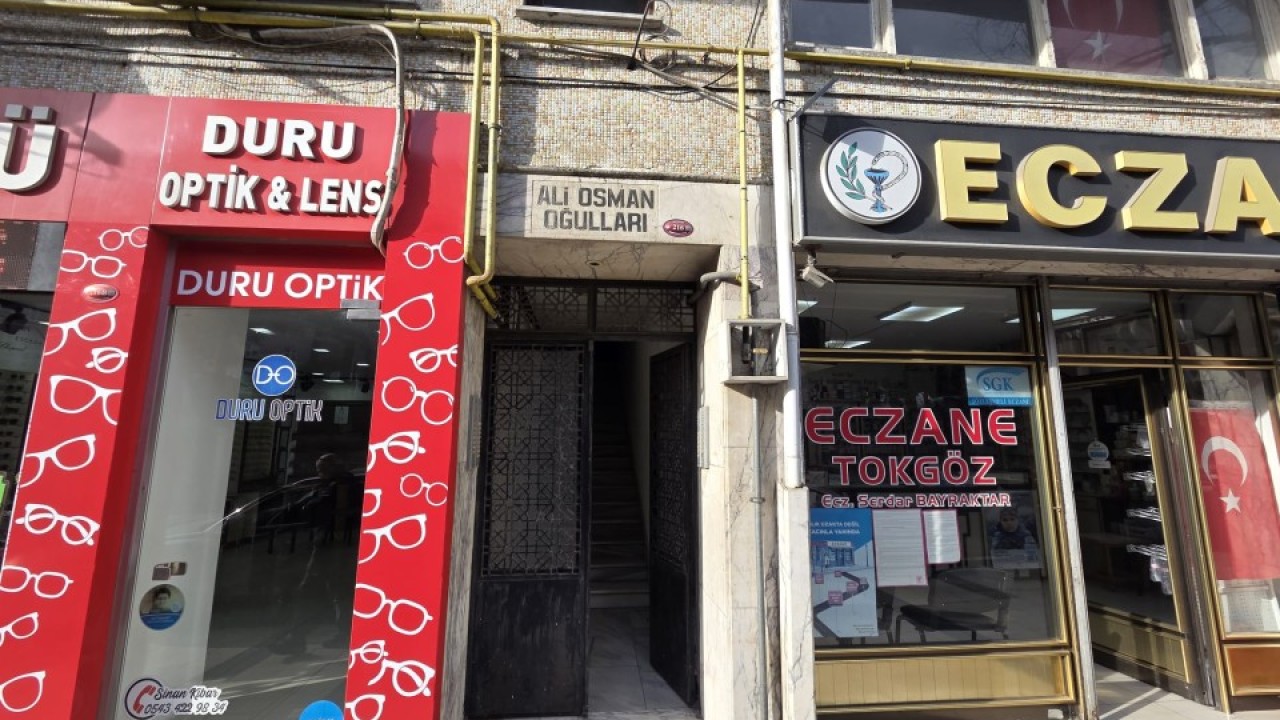 Ü
DURU
OPTİK & LENS
DURU OPTİK
DO
DURU OPTİK
Sinan Kibar
0543 422 98 34
ALİ OSMAN
OĞULLARI
ECZA
SGK
ECZANE
TOKGÖZ
Ecz. Serdar BAYRAKTAR